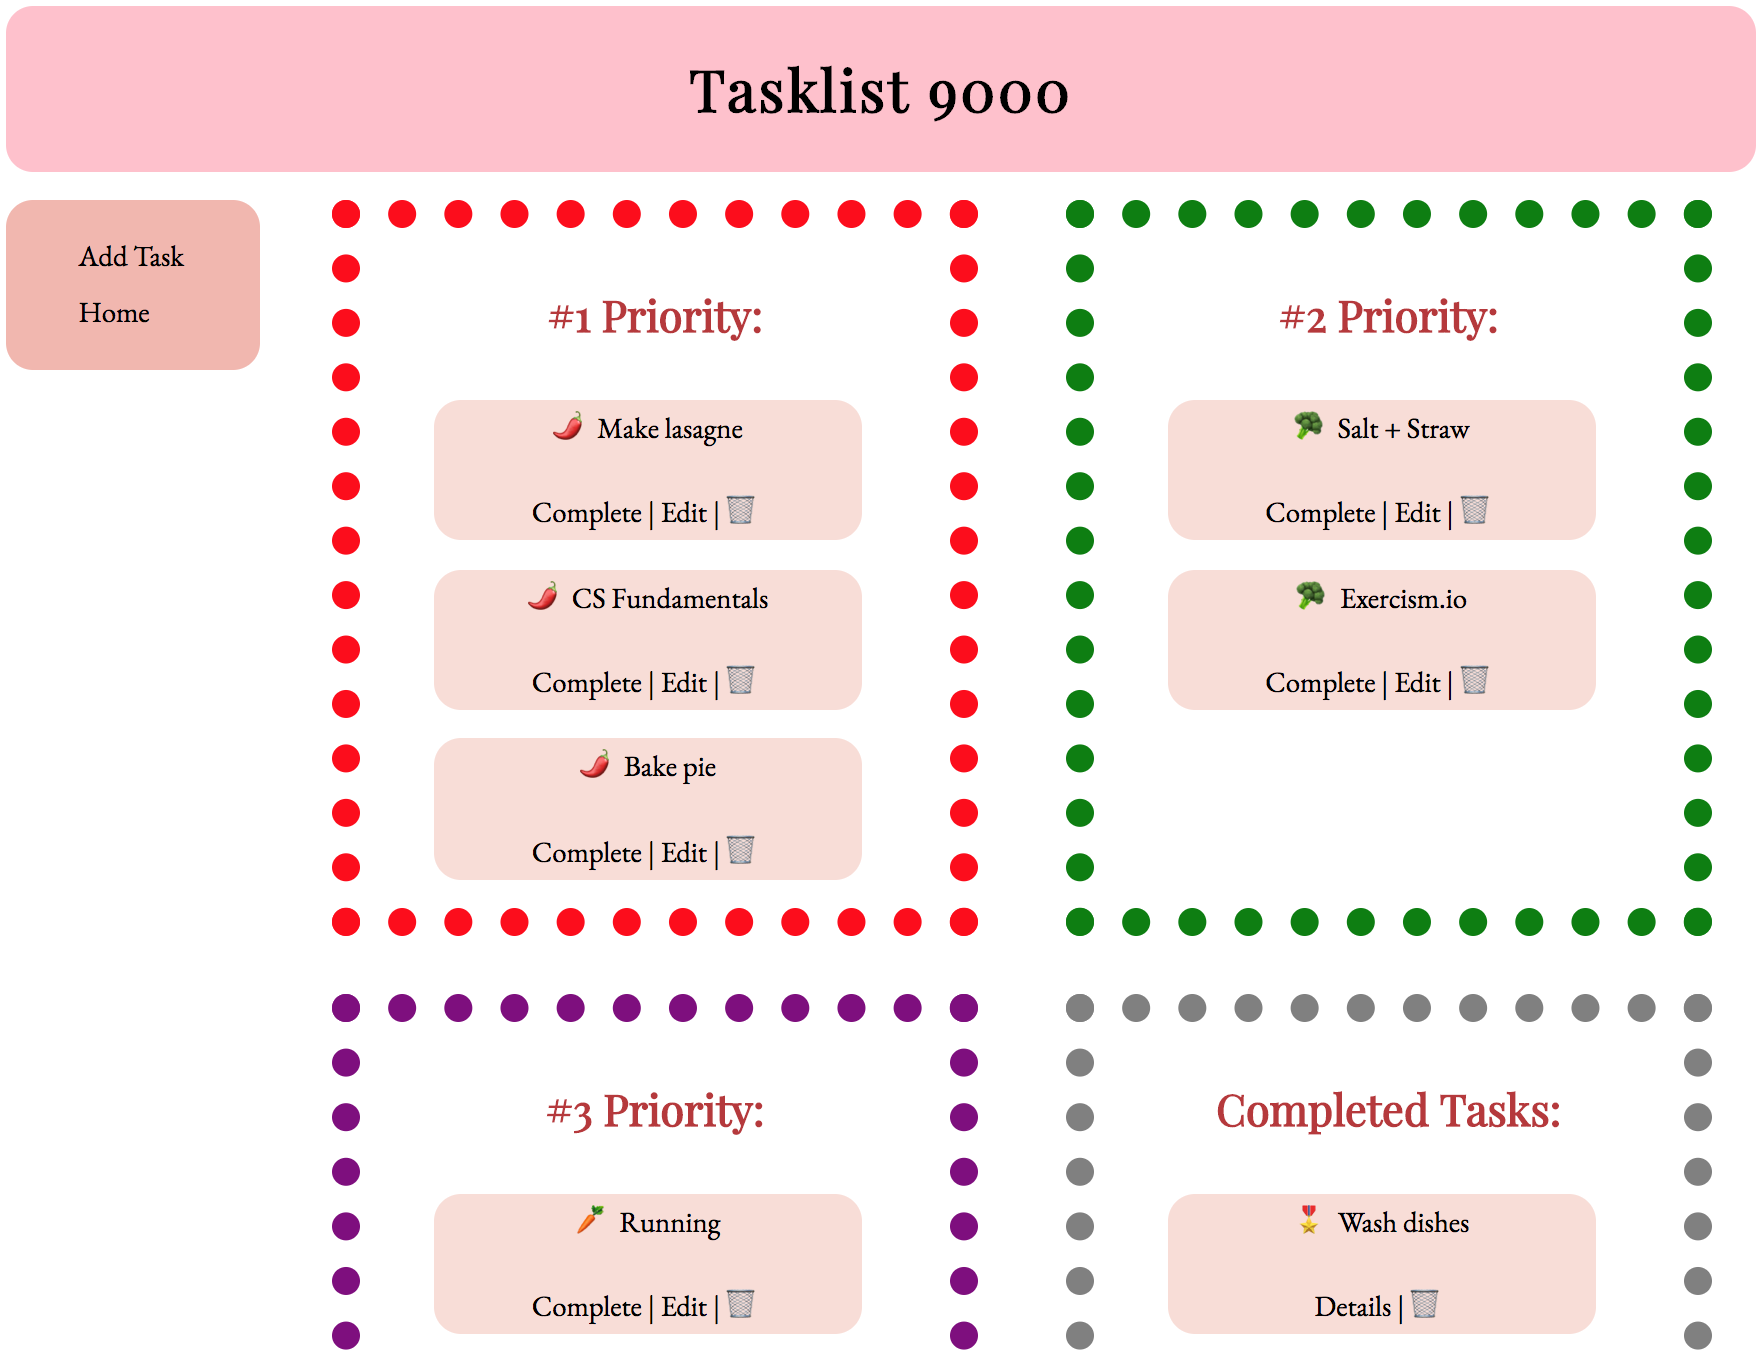 Tasklist 9000
Add Task
Home
#1 Priority:
Make lasagne
Complete | Edit |
CS Fundamentals
Complete | Edit |
Bake pie
Complete | Edit |
#2 Priority:
Salt + Straw
Complete | Edit |
Exercism.io
Complete | Edit |
#3 Priority:
Running
Complete | Edit |
Completed Tasks:
Wash dishes
Details |